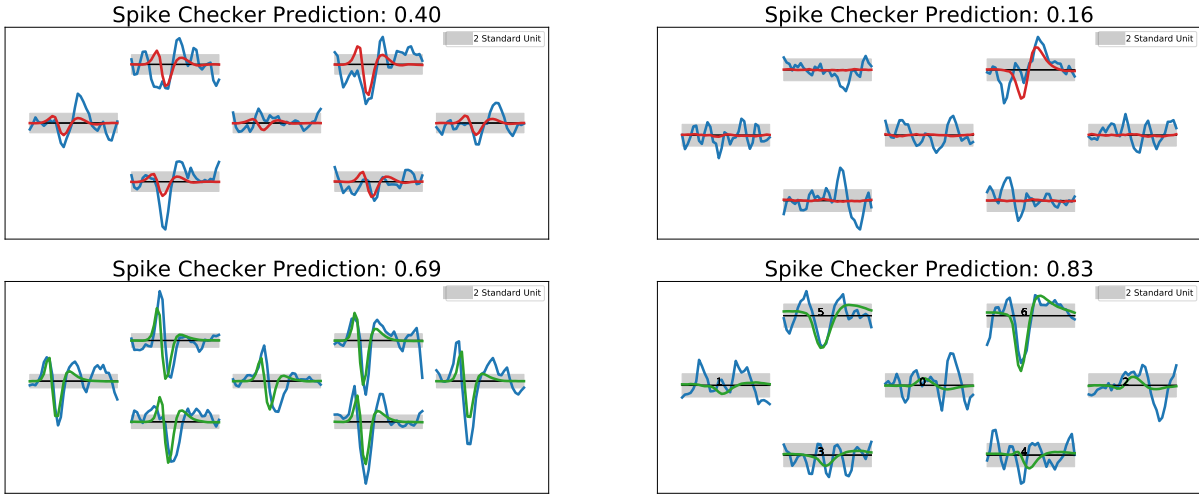 Spike Checker Prediction: 0.40
2 Standard Unit
Spike Checker Prediction: 0.16
2 Standard Unit
Spike Checker Prediction: 0.69
2 Standard Unit
Spike Checker Prediction: 0.83
2 Standard Unit
5
6
1
0
2
3
4